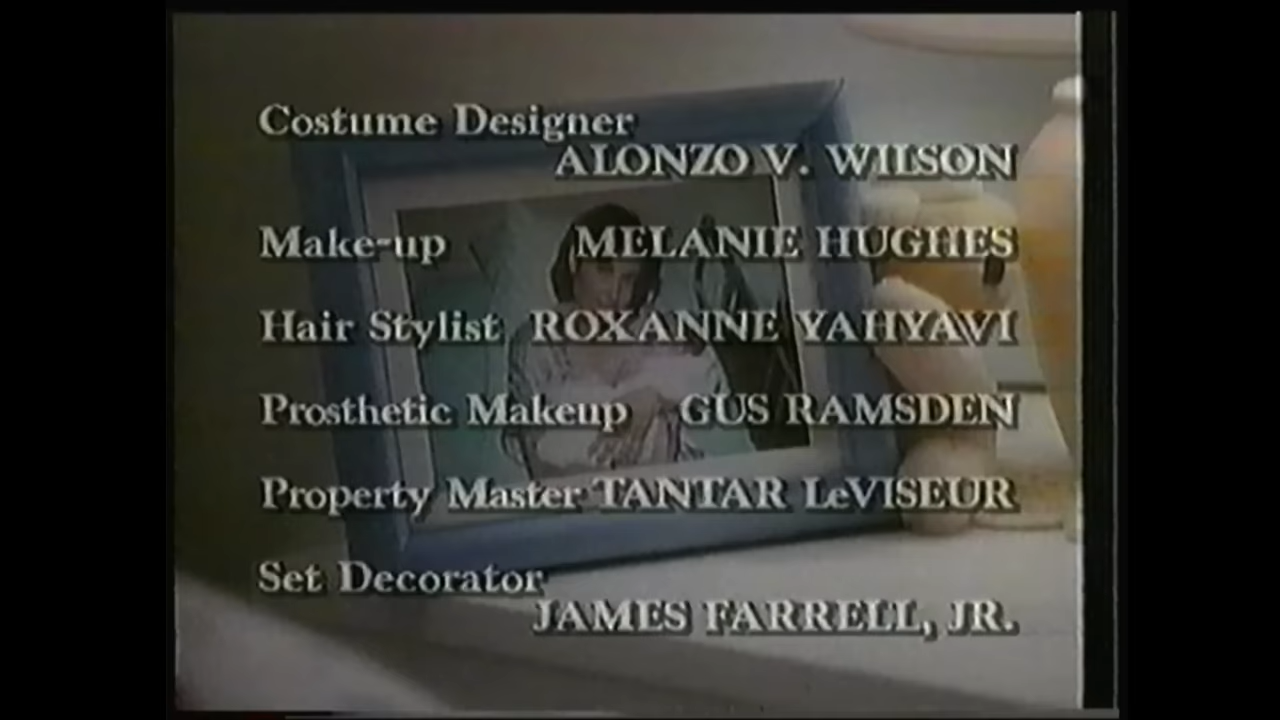 Costume Designer
ALONZO V. WILSON
Make-up MELANIE HUGHES
Hair Stylist ROXANNE YAHYAVI
Prosthetic Makeup GUS RAMSDEN
Property Master TANTAR LeVISEUR
Set Decorator
JAMES FARRELL, JR.